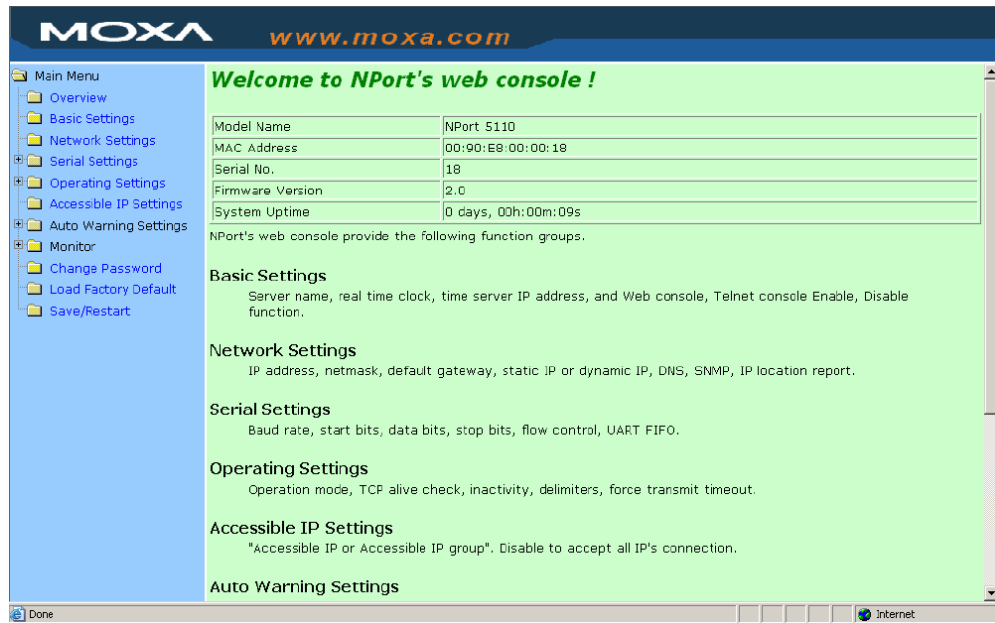 MOXA
www.moxa.com
Main Menu
Overview
Basic Settings
Network Settings
Serial Settings
Operating Settings
Accessible IP Settings
Auto Warning Settings
Monitor
Change Password
Load Factory Default
Save/Restart
Welcome to NPort's web console !
Model Name NPort 5110
MAC Address 00:90:E8:00:00:18
Serial No. 18
Firmware Version 2.0
System Uptime 0 days, 00h:00m:09s
NPort's web console provide the following function groups.
Basic Settings
Server name, real time clock, time server IP address, and Web console, Telnet console Enable, Disable
function.
Network Settings
IP address, netmask, default gateway, static IP or dynamic IP, DNS, SNMP, IP location report.
Serial Settings
Baud rate, start bits, data bits, stop bits, flow control, UART FIFO.
Operating Settings
Operation mode, TCP alive check, inactivity, delimiters, force transmit timeout.
Accessible IP Settings
"Accessible IP or Accessible IP group". Disable to accept all IP's connection.
Auto Warning Settings
Done
Internet